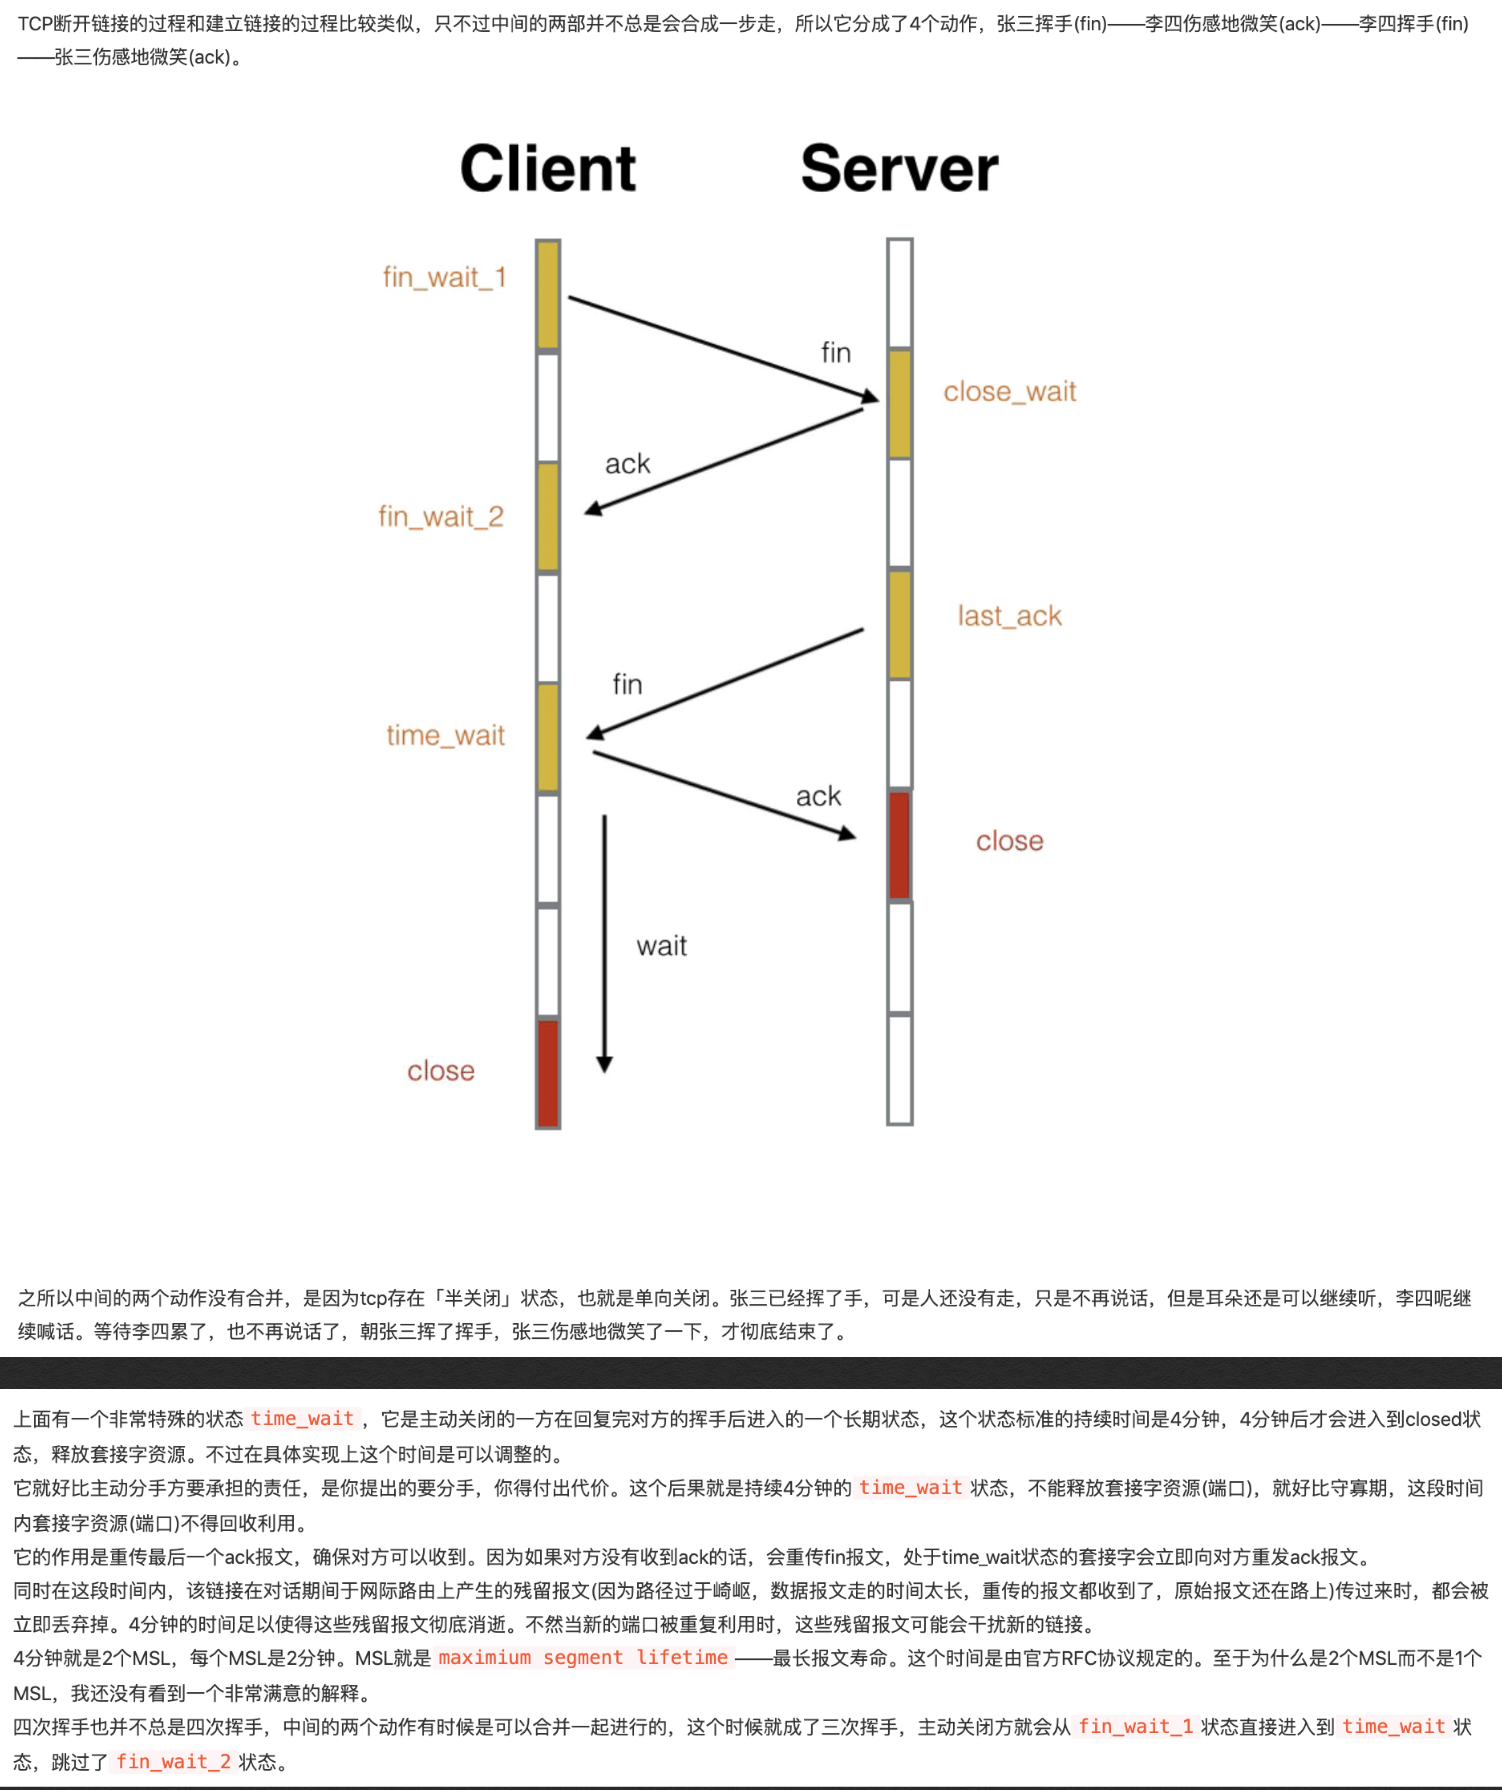 TCP断开链接的过程和建立链接的过程比较类似，只不过中间的两部并不总是会合成一步走，所以它分成了4个动作，张三挥手(fin)——李四伤感地微笑(ack)——李四挥手(fin)
——张三伤感地微笑(ack)。
Client
Server
fin_wait_1
fin
close_wait
ack
fin_wait_2
last_ack
fin
time_wait
ack
close
wait
close
之所以中间的两个动作没有合并，是因为tcp存在「半关闭」状态，也就是单向关闭。张三已经挥了手，可是人还没有走，只是不再说话，但是耳朵还是可以继续听，李四呢继
续喊话。等待李四累了，也不再说话了，朝张三挥了挥手，张三伤感地微笑了一下，才彻底结束了。
上面有一个非常特殊的状态 time_wait ，它是主动关闭的一方在回复完对方的挥手后进入的一个长期状态，这个状态标准的持续时间是4分钟，4分钟后才会进入到closed状
态，释放套接字资源。不过在具体实现上这个时间是可以调整的。
它就好比主动分手方要承担的责任，是你提出的要分手，你得付出代价。这个后果就是持续4分钟的 time_wait 状态，不能释放套接字资源(端口)，就好比守寡期，这段时间
内套接字资源(端口)不得回收利用。
它的作用是重传最后一个ack报文，确保对方可以收到。因为如果对方没有收到ack的话，会重传fin报文，处于time_wait状态的套接字会立即向对方重发ack报文。
同时在这段时间内，该链接在对话期间于网际路由上产生的残留报文(因为路径过于崎岖，数据报文走的时间太长，重传的报文都收到了，原始报文还在路上)传过来时，都会被
立即丢弃掉。4分钟的时间足以使得这些残留报文彻底消逝。不然当新的端口被重复利用时，这些残留报文可能会干扰新的链接。
4分钟就是2个MSL，每个MSL是2分钟。MSL就是 maximium segment lifetime ——最长报文寿命。这个时间是由官方RFC协议规定的。至于为什么是2个MSL而不是1个
MSL，我还没有看到一个非常满意的解释。
四次挥手也并不总是四次挥手，中间的两个动作有时候是可以合并一起进行的，这个时候就成了三次挥手，主动关闭方就会从 fin_wait_1 状态直接进入到 time_wait 状
态，跳过了 fin_wait_2 状态。